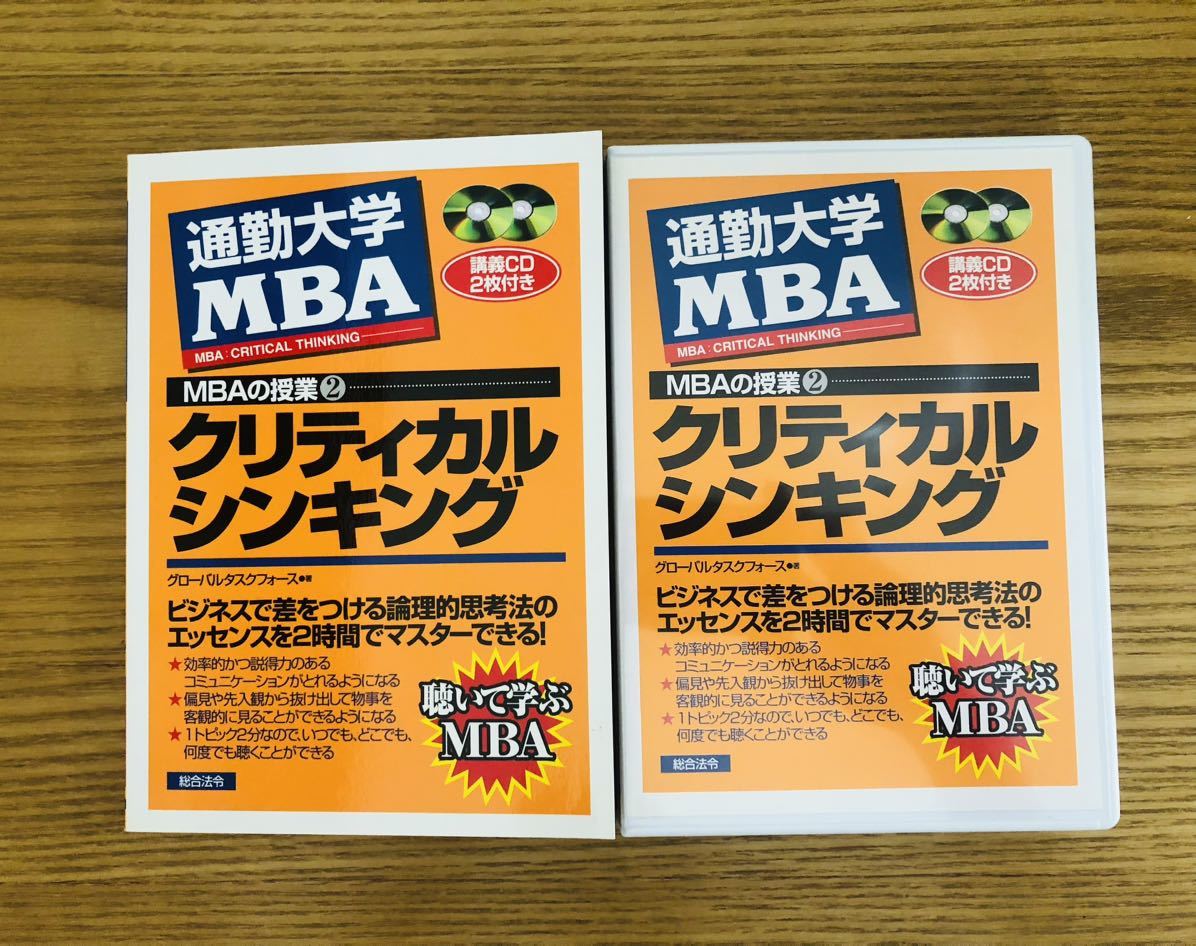 通勤大学
MBA
MBA : CRITICAL THINKING
講義CD
2枚付き
MBAの授業②
クリティカル
シンキング
グローバルタスクフォース●著
ビジネスで差をつける論理的思考法の
エッセンスを2時間でマスターできる!
★効率的かつ説得力のある
コミュニケーションがとれるようになる
★偏見や先入観から抜け出して物事を
客観的に見ることができるようになる
★1トピック2分なので、いつでも、どこでも、
何度でも聴くことができる
聴いて学ぶ
MBA
総合法令
通勤大学
MBA
MBA : CRITICAL THINKING
講義CD
2枚付き
MBAの授業②
クリティカル
シンキング
グローバルタスクフォース●著
ビジネスで差をつける論理的思考法の
エッセンスを2時間でマスターできる!
★効率的かつ説得力のある
コミュニケーションがとれるようになる
★偏見や先入観から抜け出して物事を
客観的に見ることができるようになる
★1トピック2分なので、いつでも、どこでも、
何度でも聴くことができる
聴いて学ぶ
MBA
総合法令